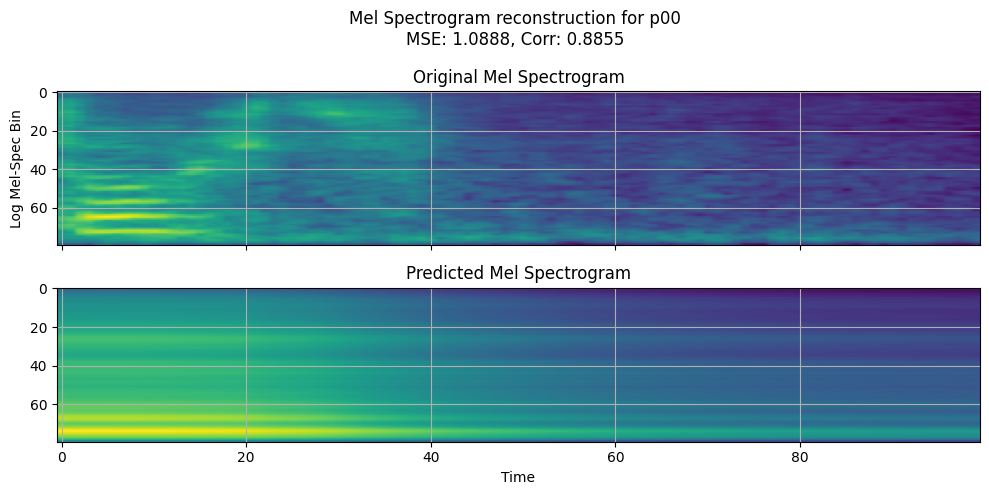 Mel Spectrogram reconstruction for p00
MSE: 1.0888, Corr: 0.8855
Original Mel Spectrogram
0
20
40
60
Log Mel-Spec Bin
Predicted Mel Spectrogram
0
20
40
60
0 20 40 60 80
Time